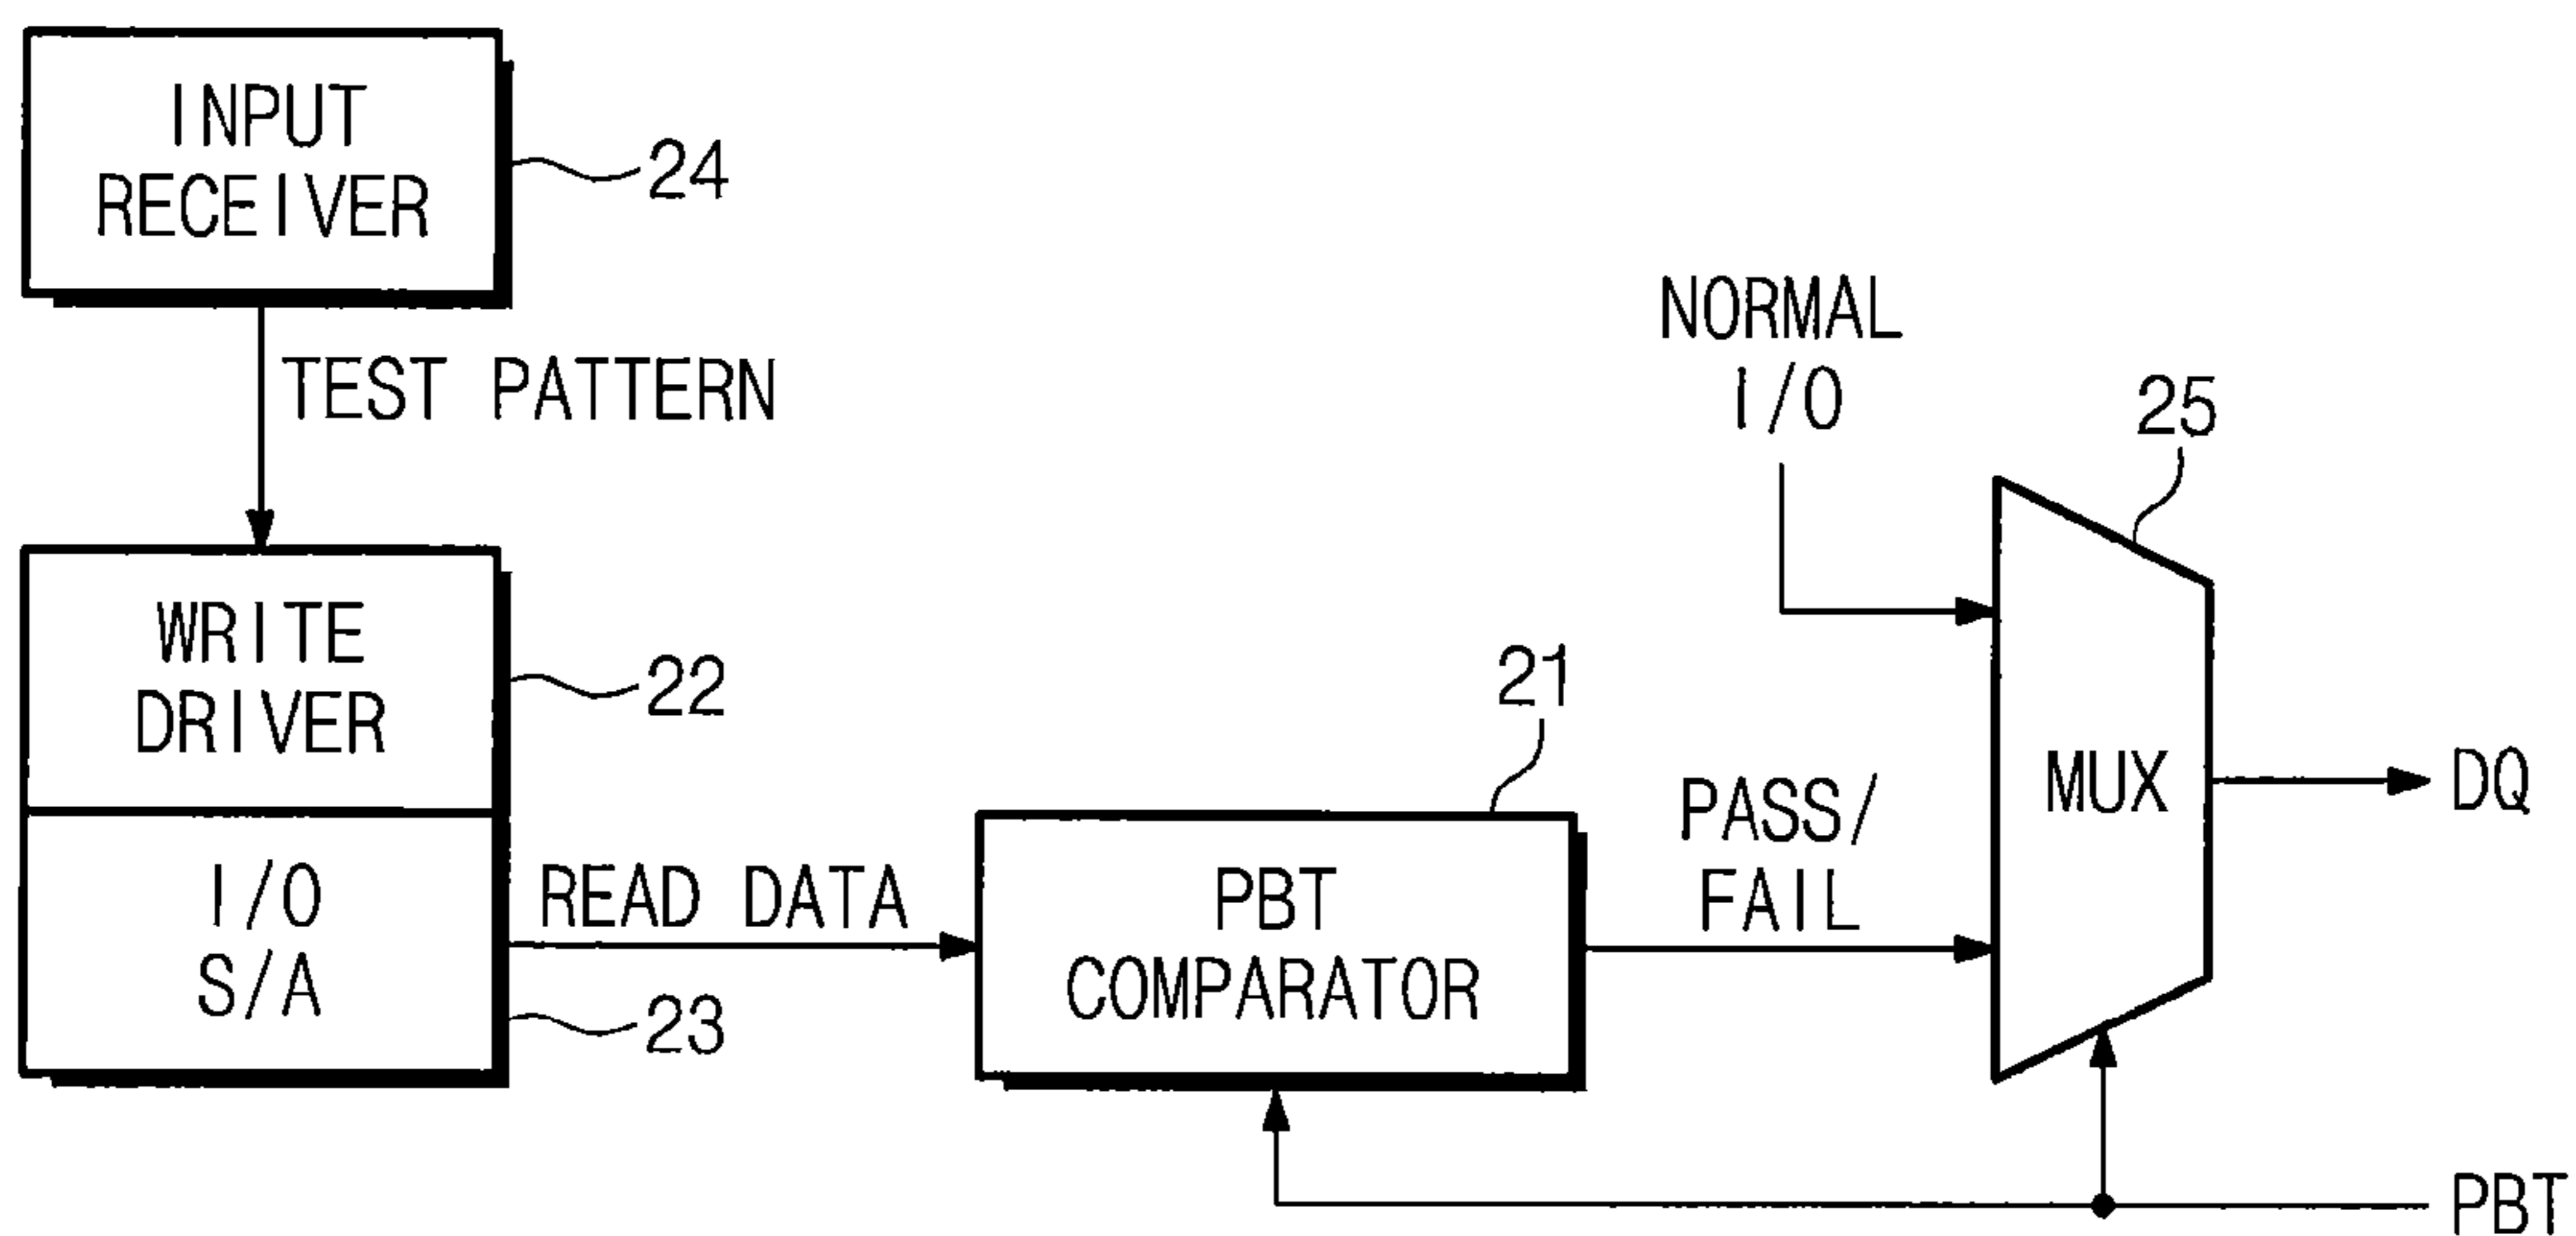 INPUT
RECEIVER
24
TEST PATTERN
NORMAL
I/O
25
WRITE
DRIVER
22
21
MUX
DQ
PASS/
FAIL
I/O
S/A
23
READ DATA
PBT
COMPARATOR
PBT